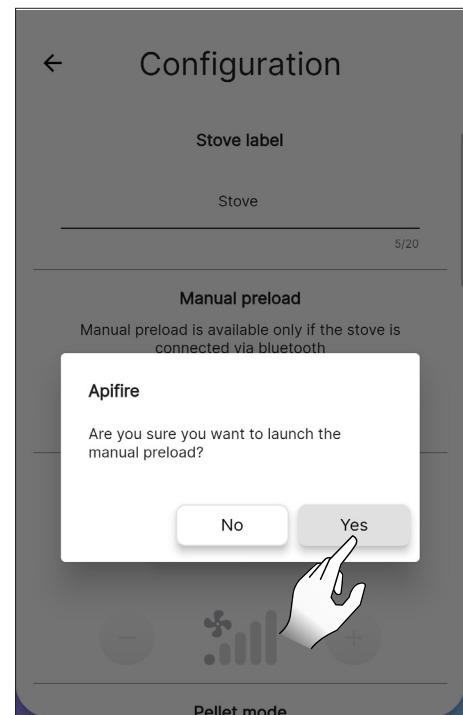 Configuration
Stove label
Stove
5/20
Manual preload
Manual preload is available only if the stove is
connected via bluetooth
Apifire
Are you sure you want to launch the
manual preload?
No
Yes
Pellet mode